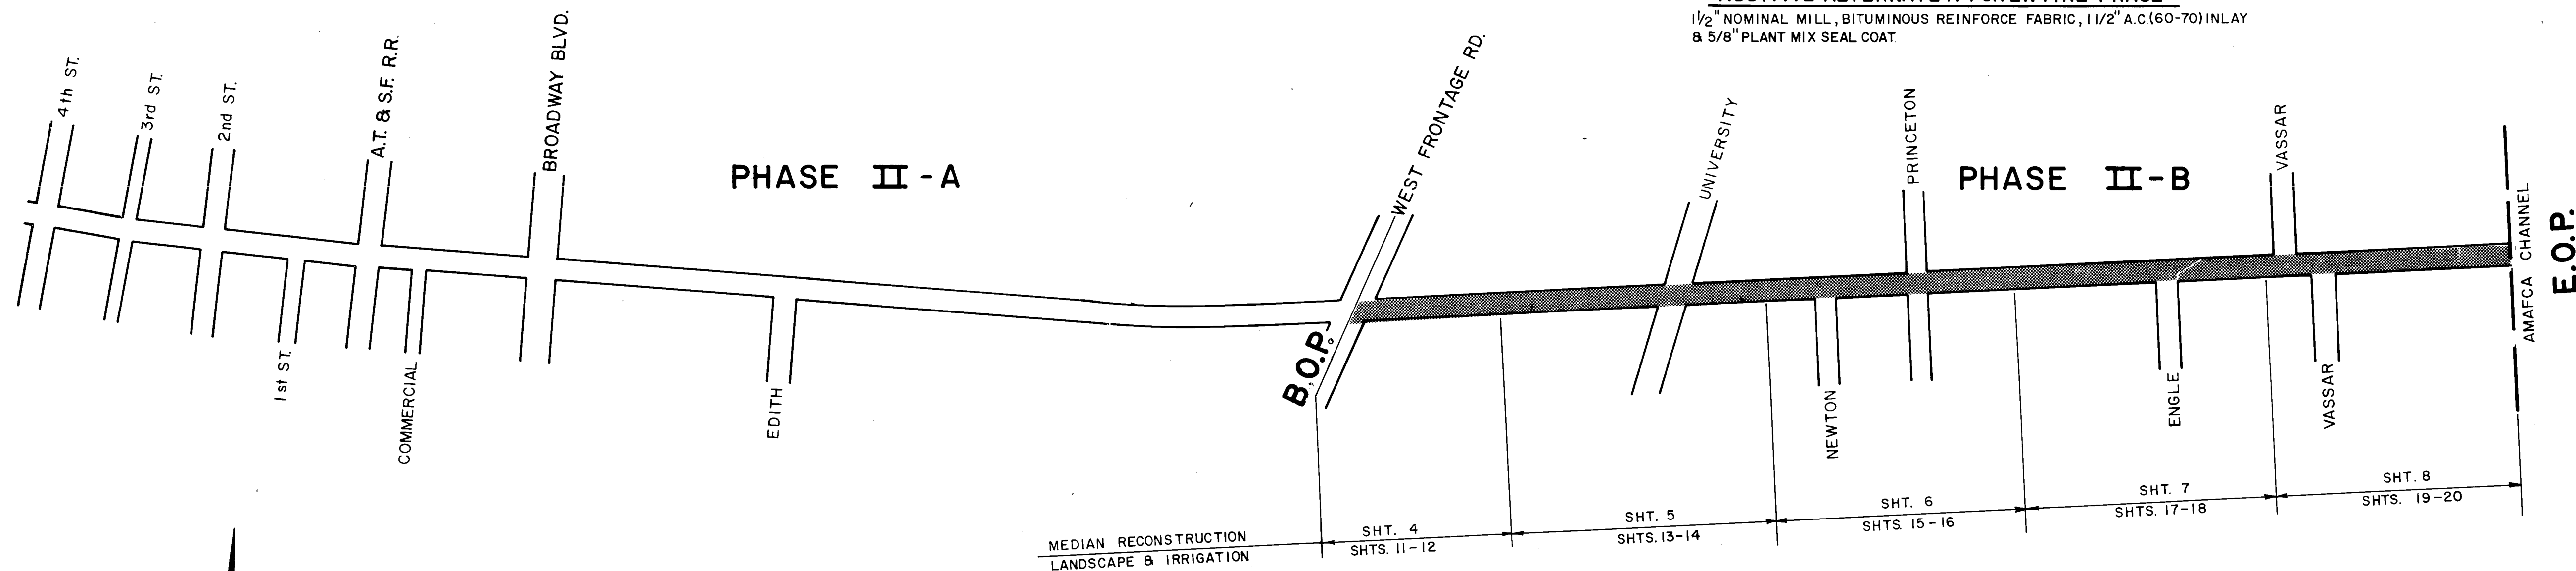 1½" NOMINAL MILL, BITUMINOUS REINFORCE FABRIC, 1 1/2" A.C.(60-70) INLAY
& 5/8" PLANT MIX SEAL COAT.
4th ST.
3rd ST.
2nd ST.
A.T. & S.F. R.R.
BROADWAY BLVD.
PHASE II-A
WEST FRONTAGE RD.
UNIVERSITY
PRINCETON
PHASE II-B
VASSAR
AMAFCA CHANNEL
E.O.P.
1st ST.
COMMERCIAL
EDITH
B.O.P.
NEWTON
ENGLE
VASSAR
MEDIAN RECONSTRUCTION
LANDSCAPE & IRRIGATION
SHT. 4
SHTS. 11-12
SHT. 5
SHTS. 13-14
SHT. 6
SHTS. 15-16
SHT. 7
SHTS. 17-18
SHT. 8
SHTS. 19-20